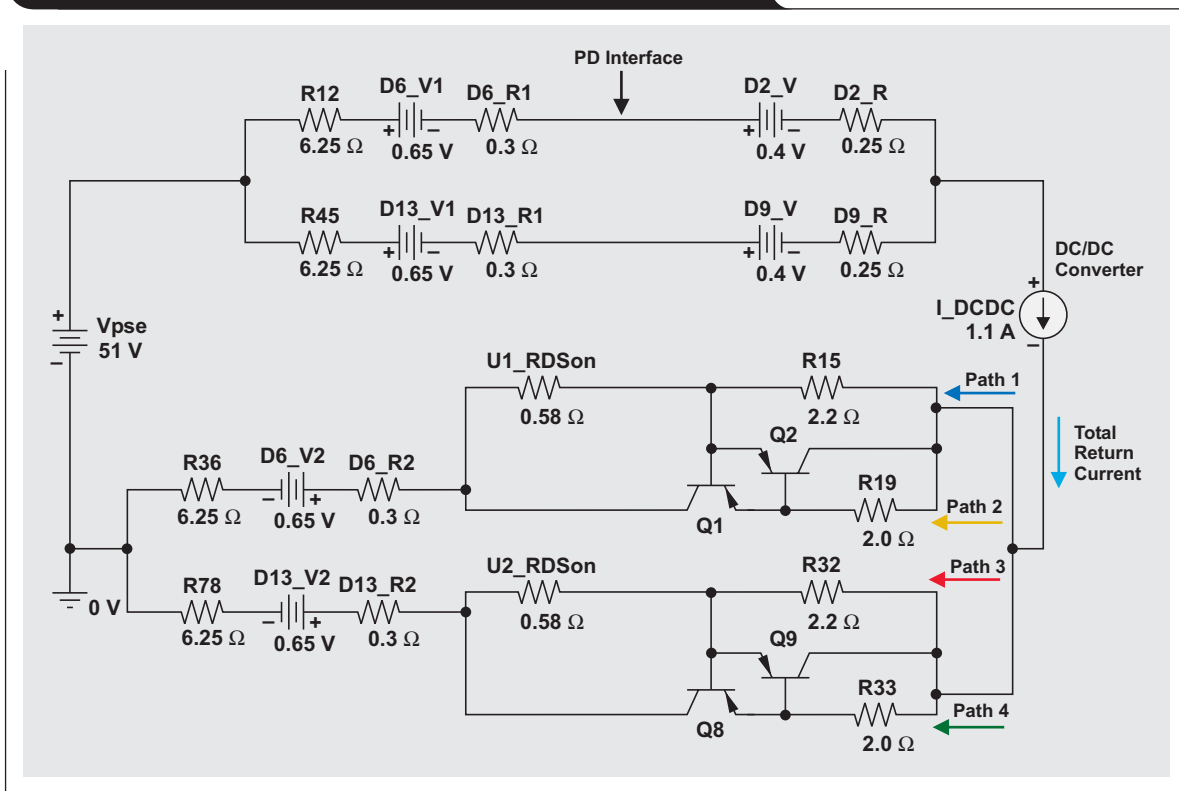 PD Interface
R12 D6_V1 D6_R1 D2_V D2_R
+ –
+ –
6.25 Ω 0.65 V 0.3 Ω 0.4 V 0.25 Ω
R45 D13_V1 D13_R1 D9_V D9_R
+ –
+ –
6.25 Ω 0.65 V 0.3 Ω 0.4 V 0.25 Ω
DC/DC
Converter
+
I_DCDC
1.1 A
–
+
Vpse
51 V
–
U1_RDSon R15
0.58 Ω 2.2 Ω
Path 1
Q2
Total
Return
Current
R36 D6_V2 D6_R2
– +
6.25 Ω 0.65 V 0.3 Ω
R19
Path 2
Q1
2.0 Ω
U2_RDSon R32
Path 3
0.58 Ω 2.2 Ω
R78 D13_V2 D13_R2
– +
0 V
6.25 Ω 0.65 V 0.3 Ω
Q9
R33
Path 4
Q8
2.0 Ω